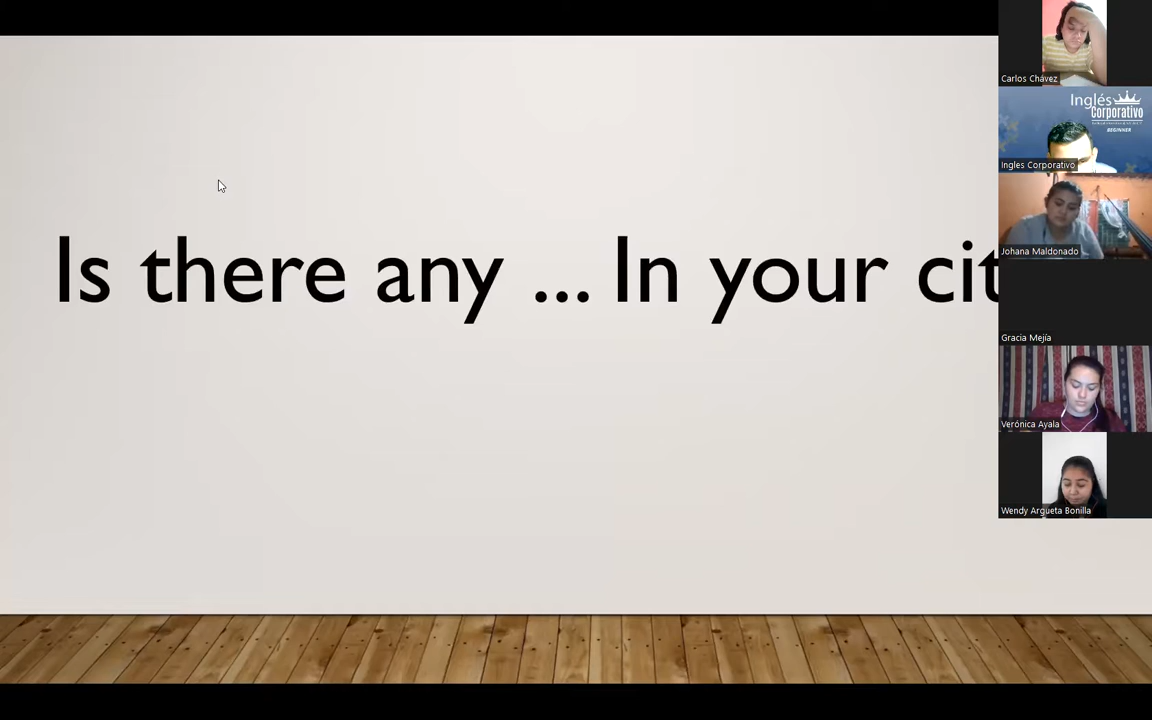 Is there any ... In your cit
Carlos Chávez
Inglés
Corporativo
BEGINNER
Ingles Corporativo
Johana Maldonado
Gracia Mejía
Verónica Ayala
Wendy Argueta Bonilla